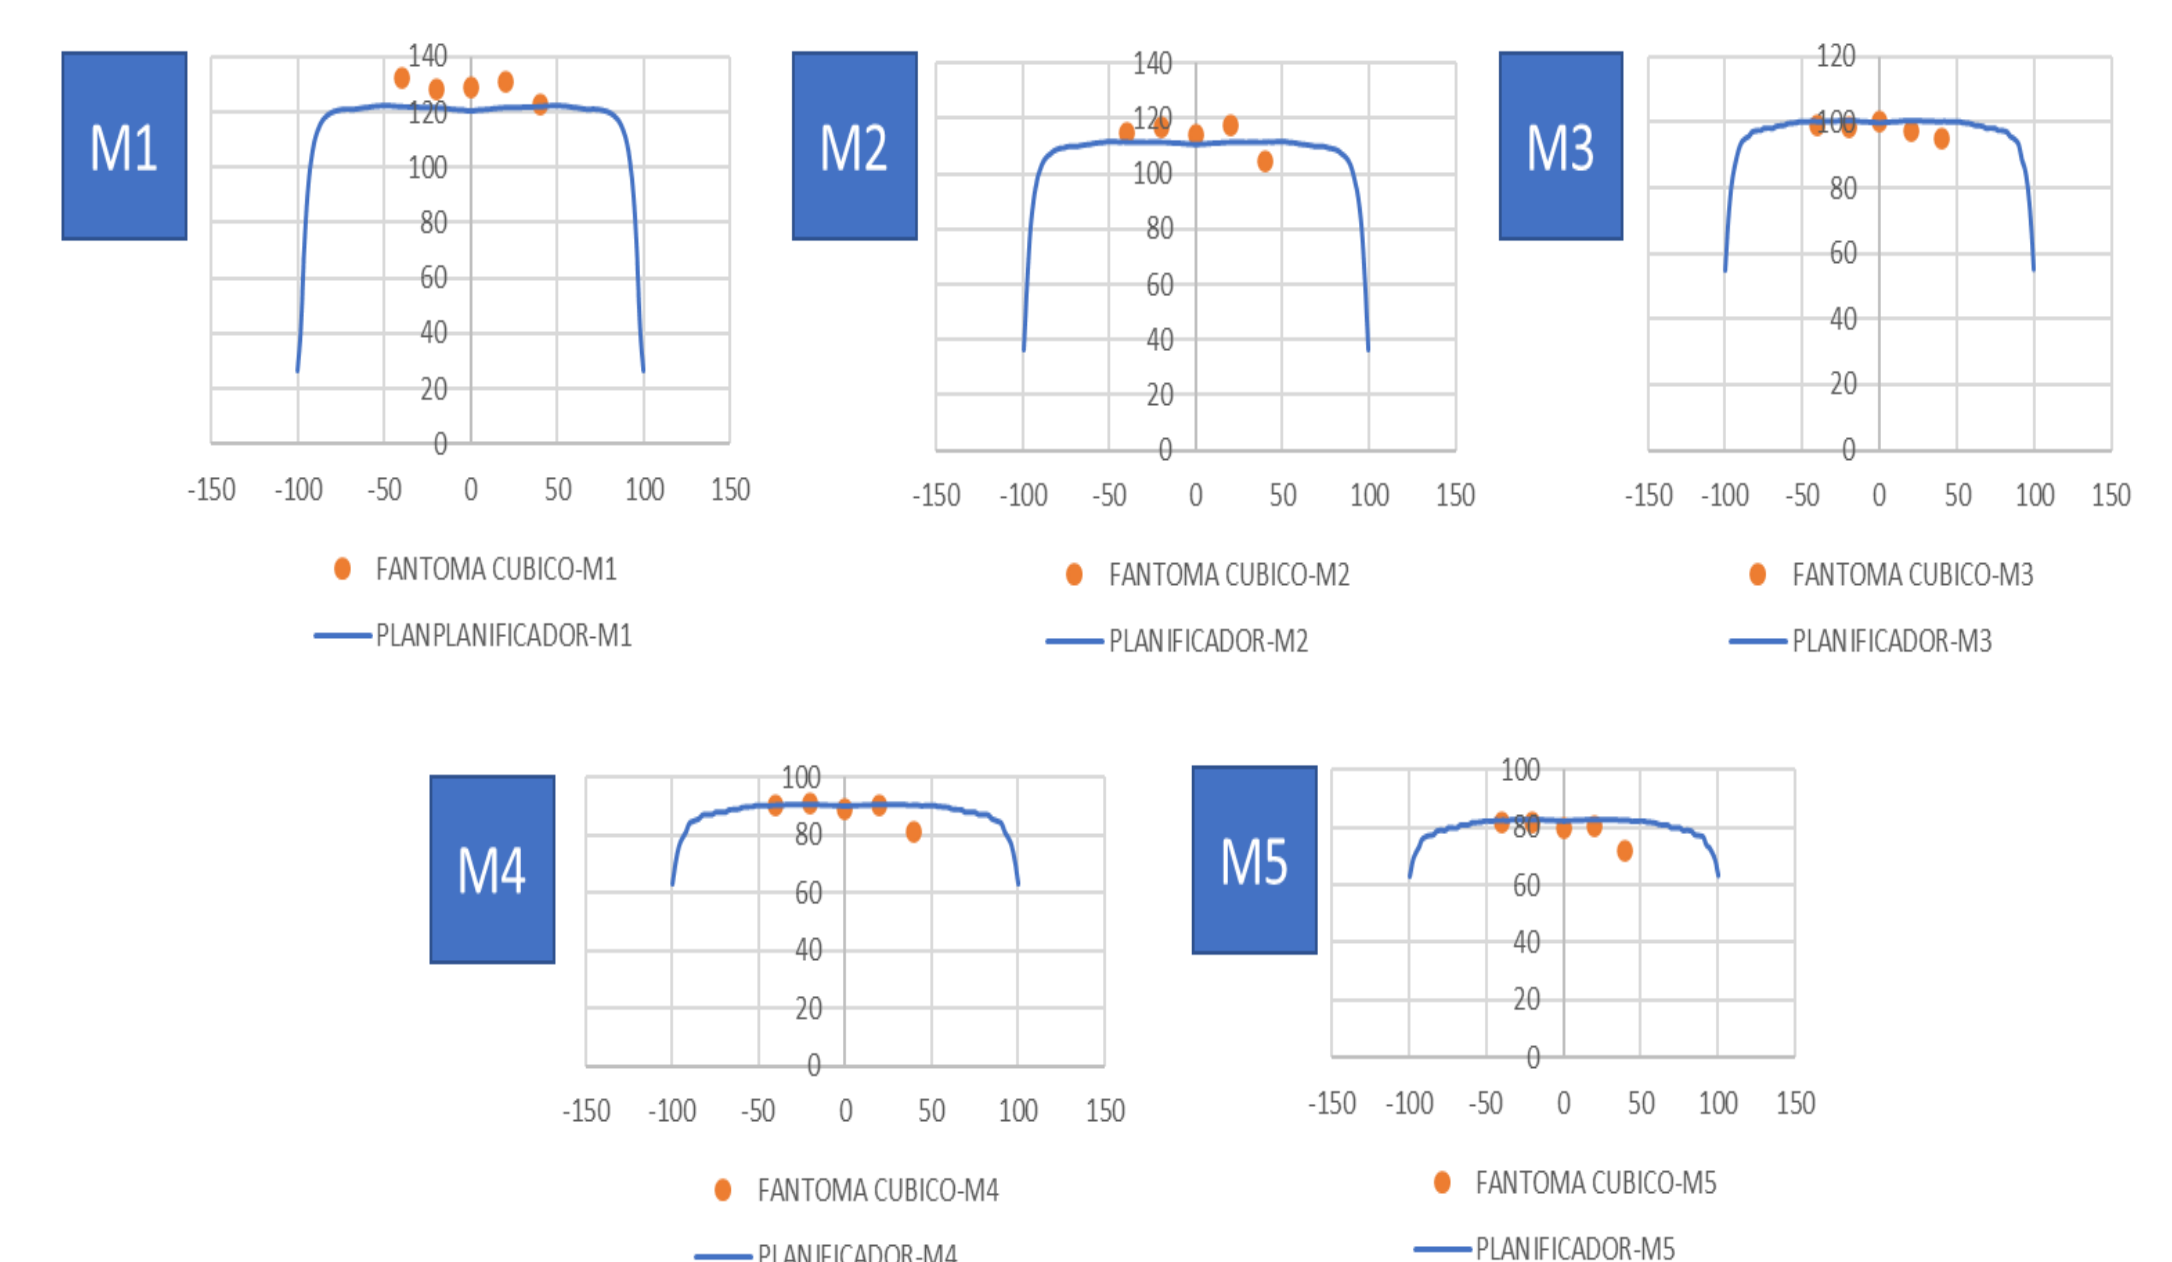 M1
140
120
100
80
60
40
20
0
-150 -100 -50 0 50 100 150
FANTOMA CUBICO-M1
PLANPLANIFICADOR-M1
M2
140
120
100
80
60
40
20
0
-150 -100 -50 0 50 100 150
FANTOMA CUBICO-M2
PLANIFICADOR-M2
M3
120
100
80
60
40
20
0
-150 -100 -50 0 50 100 150
FANTOMA CUBICO-M3
PLANIFICADOR-M3
M4
100
80
60
40
20
0
-150 -100 -50 0 50 100 150
FANTOMA CUBICO-M4
PLANIFICADOR-M4
M5
100
80
60
40
20
0
-150 -100 -50 0 50 100 150
FANTOMA CUBICO-M5
PLANIFICADOR-M5